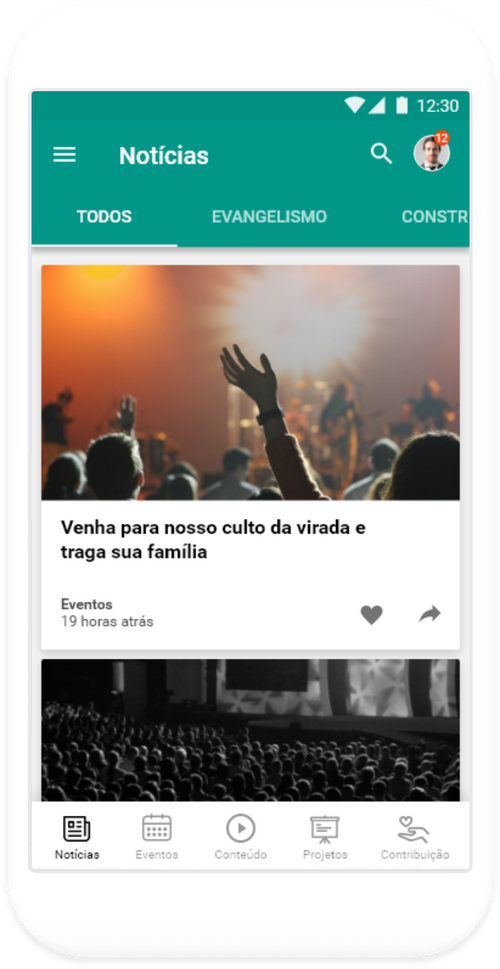 12:30
Notícias
12
TODOS EVANGELISMO CONSTR
Venha para nosso culto da virada e
traga sua família
Eventos
19 horas atrás
Notícias Eventos Conteúdo Projetos Contribuição